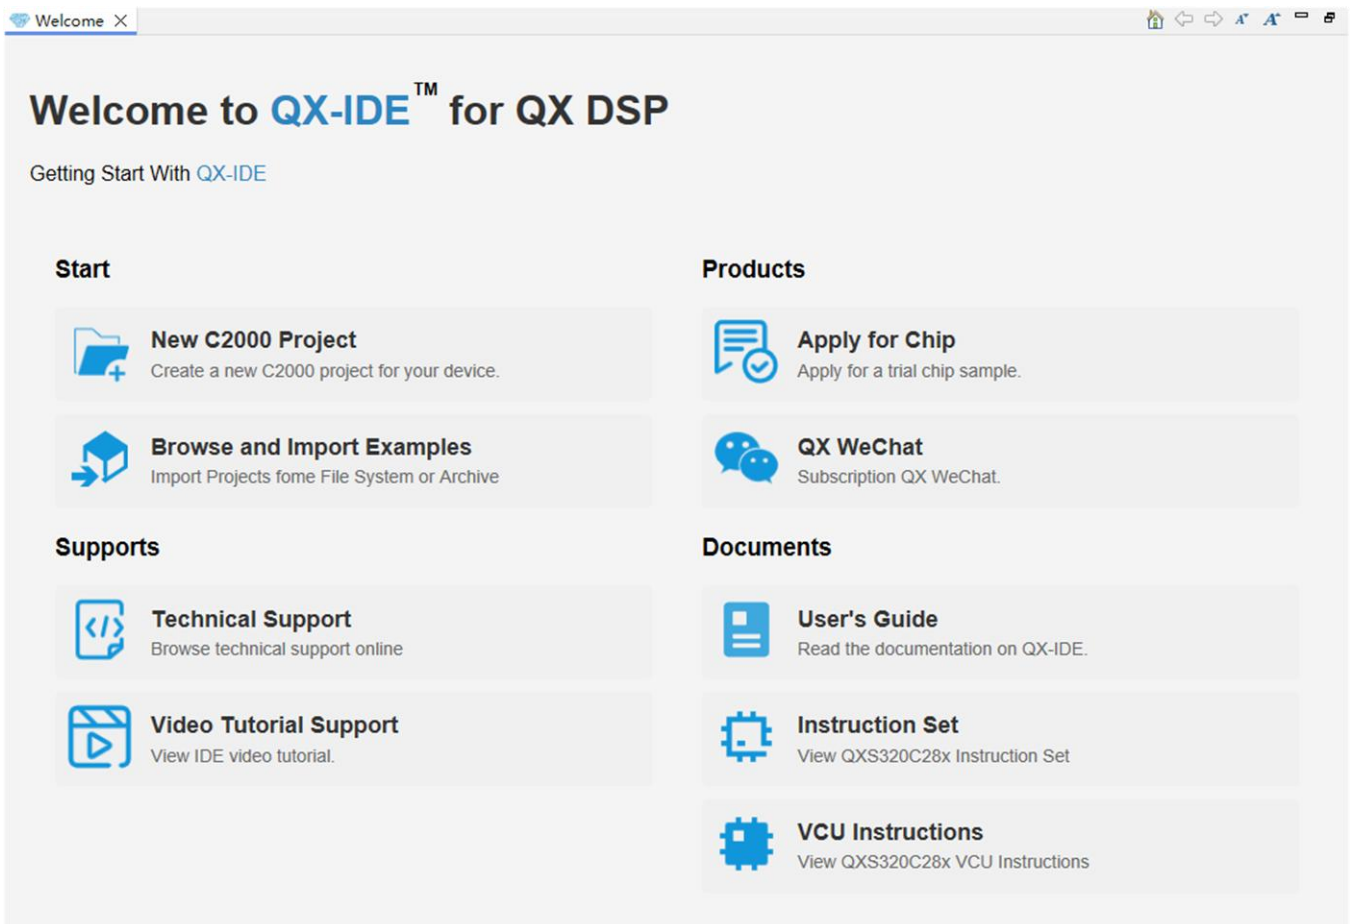 Welcome
Welcome to QX-IDE™ for QX DSP
Getting Start With QX-IDE
Start
New C2000 Project
Create a new C2000 project for your device.
Browse and Import Examples
Import Projects fome File System or Archive
Supports
Technical Support
Browse technical support online
Video Tutorial Support
View IDE video tutorial.
Products
Apply for Chip
Apply for a trial chip sample.
QX WeChat
Subscription QX WeChat.
Documents
User's Guide
Read the documentation on QX-IDE.
Instruction Set
View QXS320C28x Instruction Set
VCU Instructions
View QXS320C28x VCU Instructions